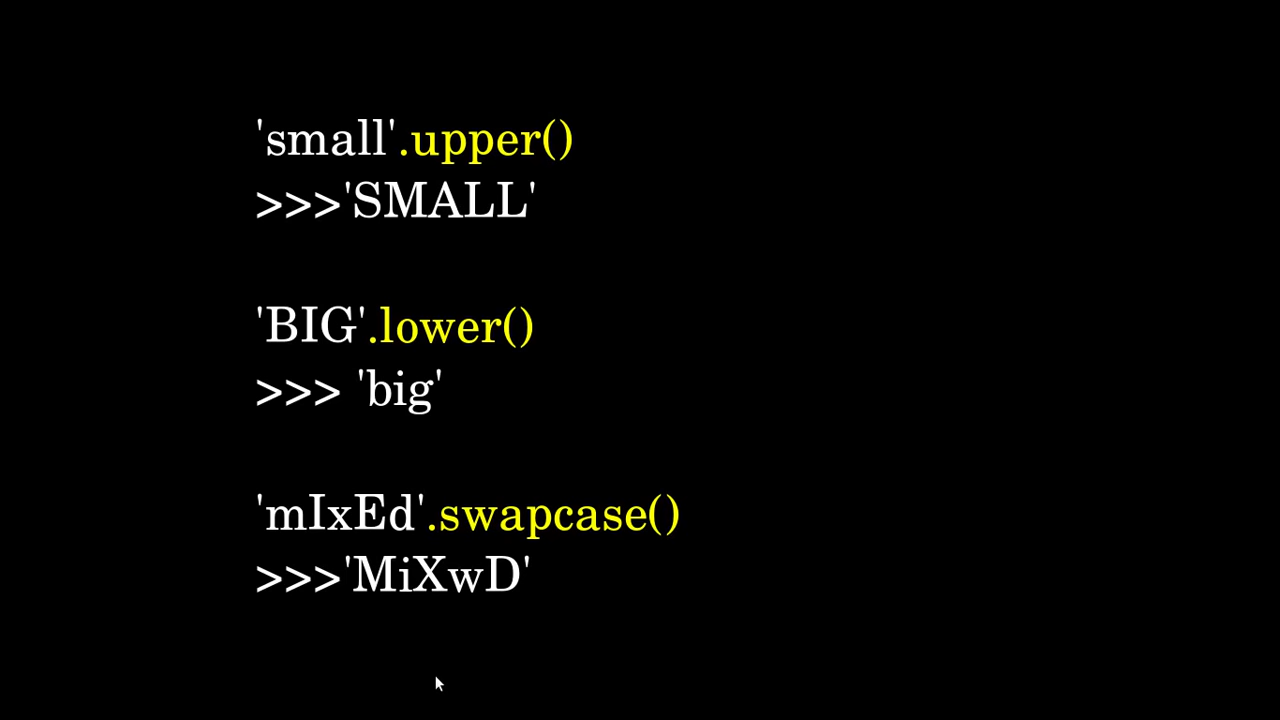 'small'.upper()
>>>'SMALL'
'BIG'.lower()
>>> 'big'
'mIxEd'.swapcase()
>>>'MiXwD'